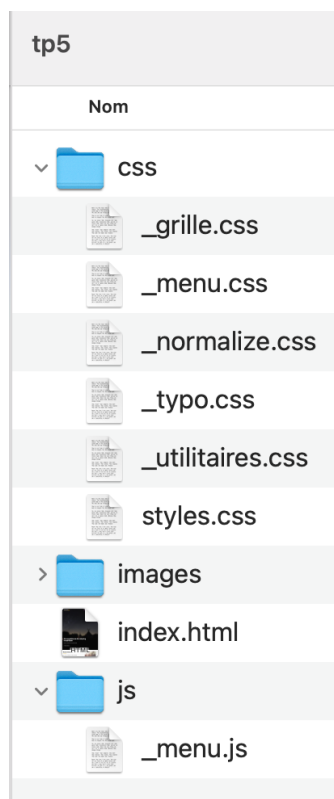 tp5
Nom
css
_grille.css
_menu.css
_normalize.css
_typo.css
_utilitaires.css
styles.css
images
HTML
index.html
js
_menu.js